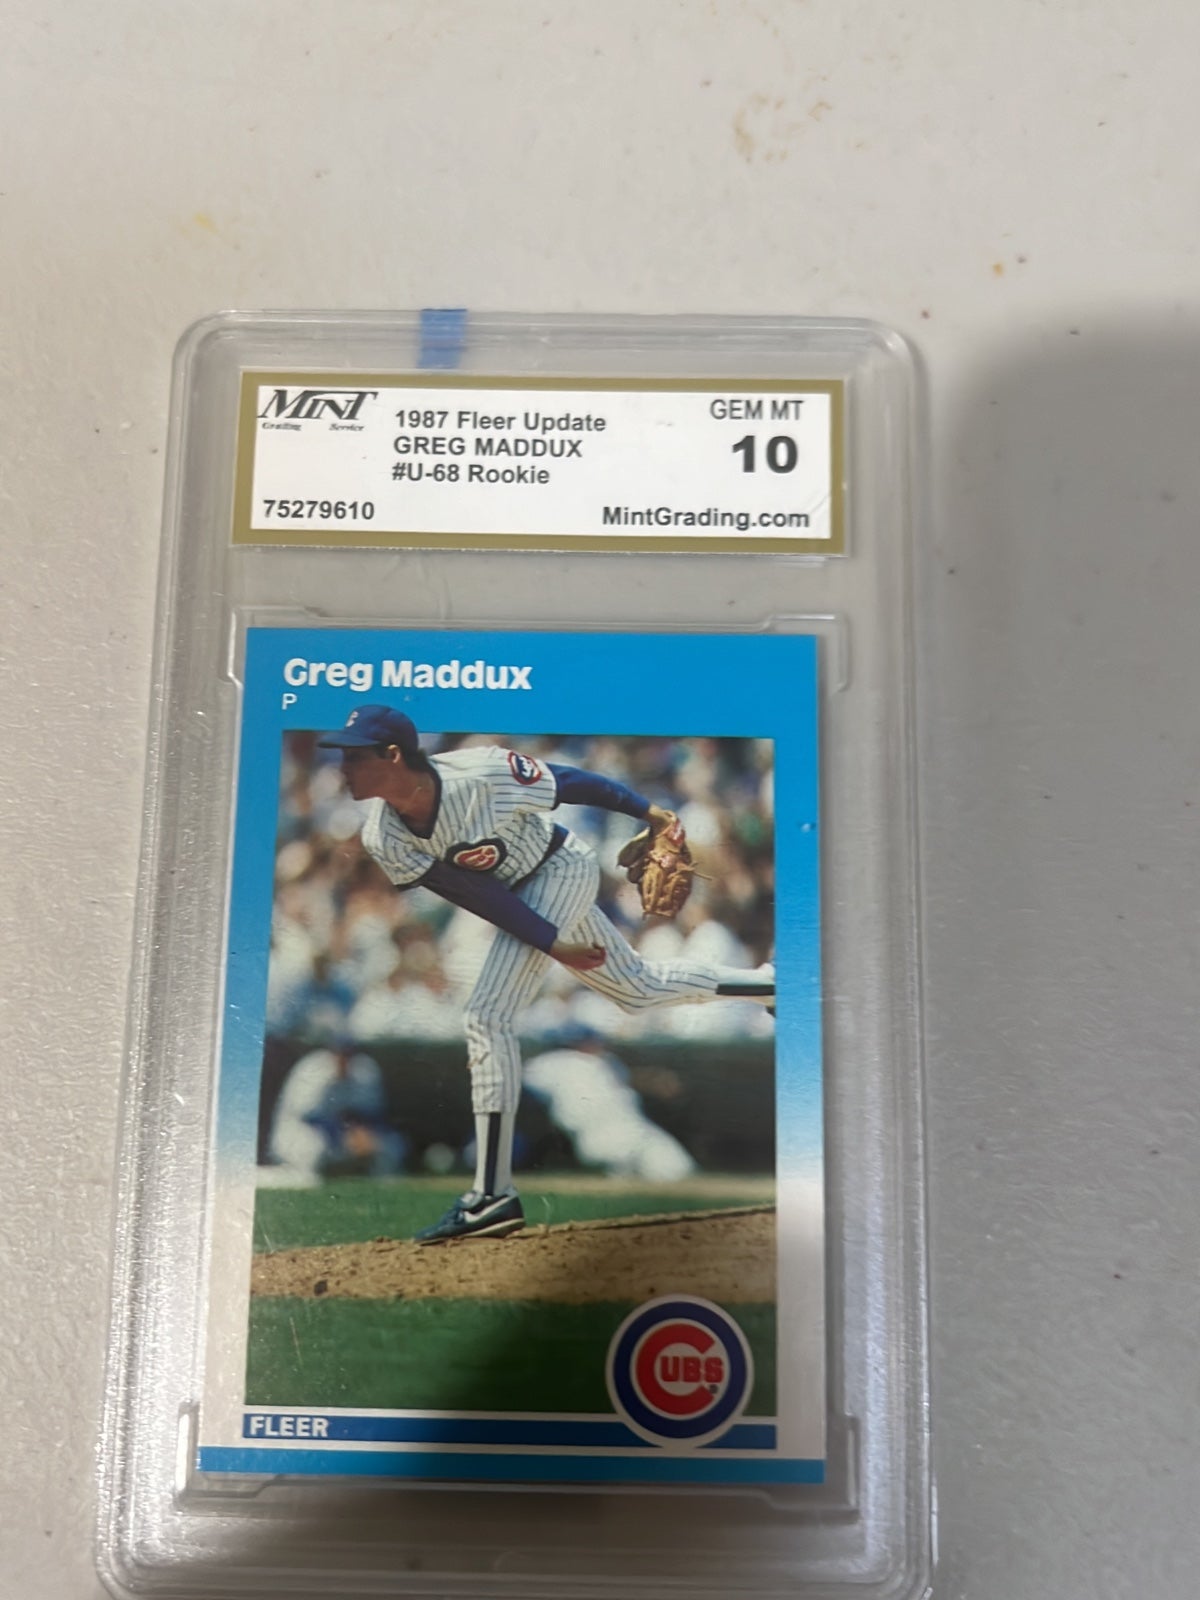 MINT
Grading Service
1987 Fleer Update
GREG MADDUX
#U-68 Rookie
GEM MT
10
75279610
MintGrading.com
Greg Maddux
P
CUBS
FLEER